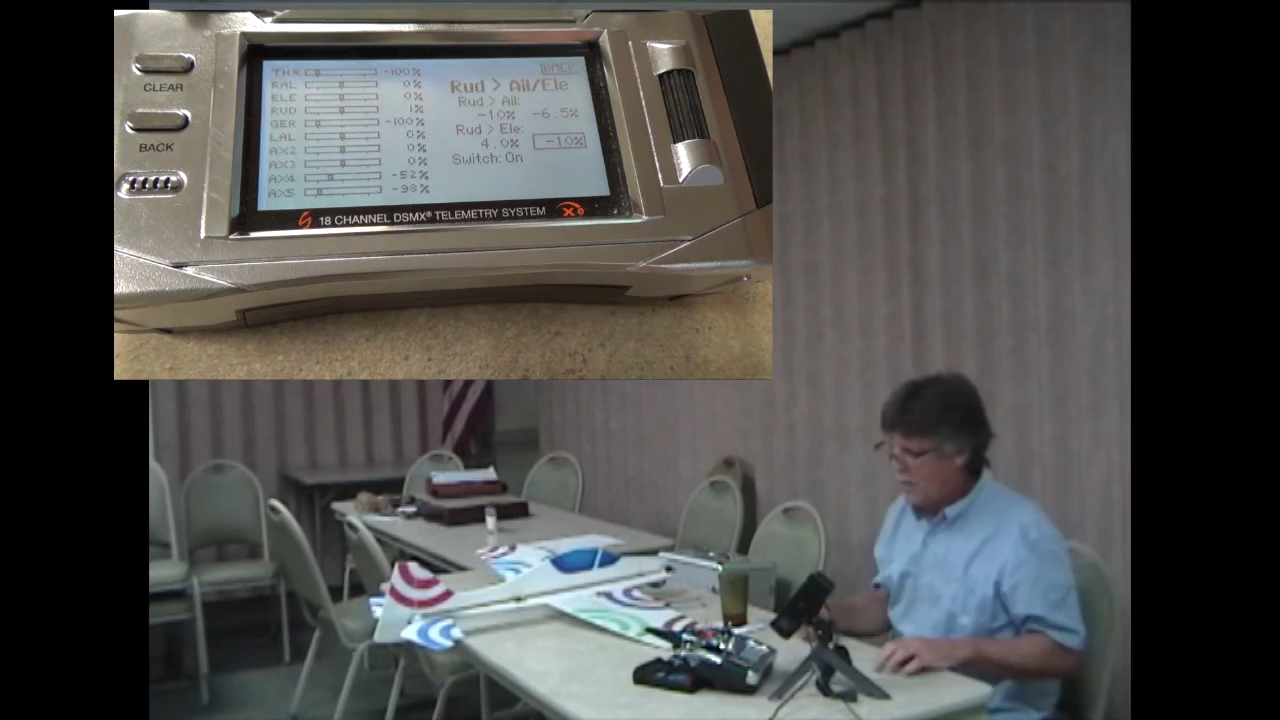 CLEAR
BACK
THR -100%
RAL 0%
ELE 0%
RUD 1%
GER -100%
LAL 0%
AX2 0%
AX3 0%
AX4 -52%
AX5 -98%
BACK
Rud > Ail/Ele
Rud > Ail:
-10% -6.5%
Rud > Ele:
4.0% -10%
Switch: On
18 CHANNEL DSMX® TELEMETRY SYSTEM